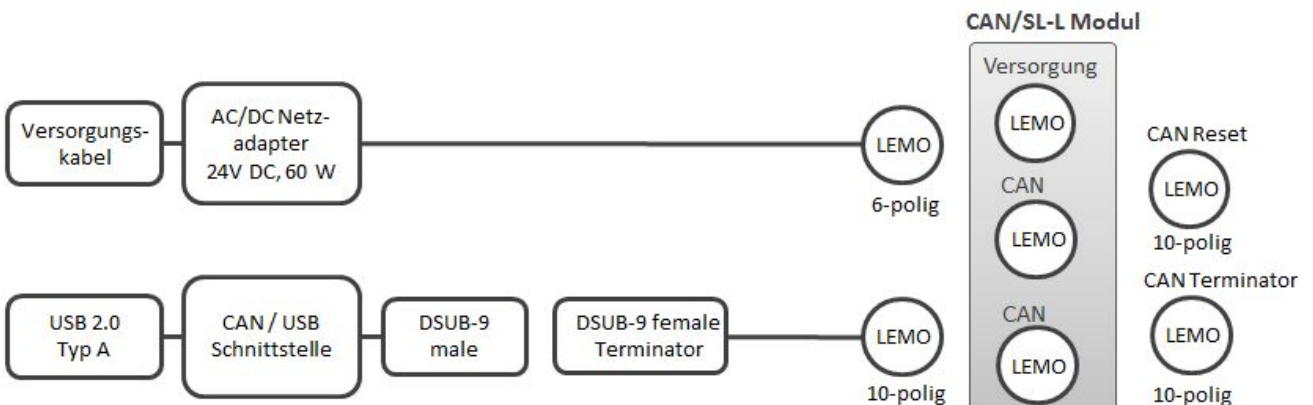 CAN/SL-L Modul
Versorgung
Versorgungs-
kabel
AC/DC Netz-
adapter
24V DC, 60 W
LEMO
6-polig
LEMO
CAN
LEMO
CAN Reset
LEMO
10-polig
USB 2.0
Typ A
CAN / USB
Schnittstelle
DSUB-9
male
DSUB-9 female
Terminator
LEMO
10-polig
CAN
LEMO
CAN Terminator
LEMO
10-polig